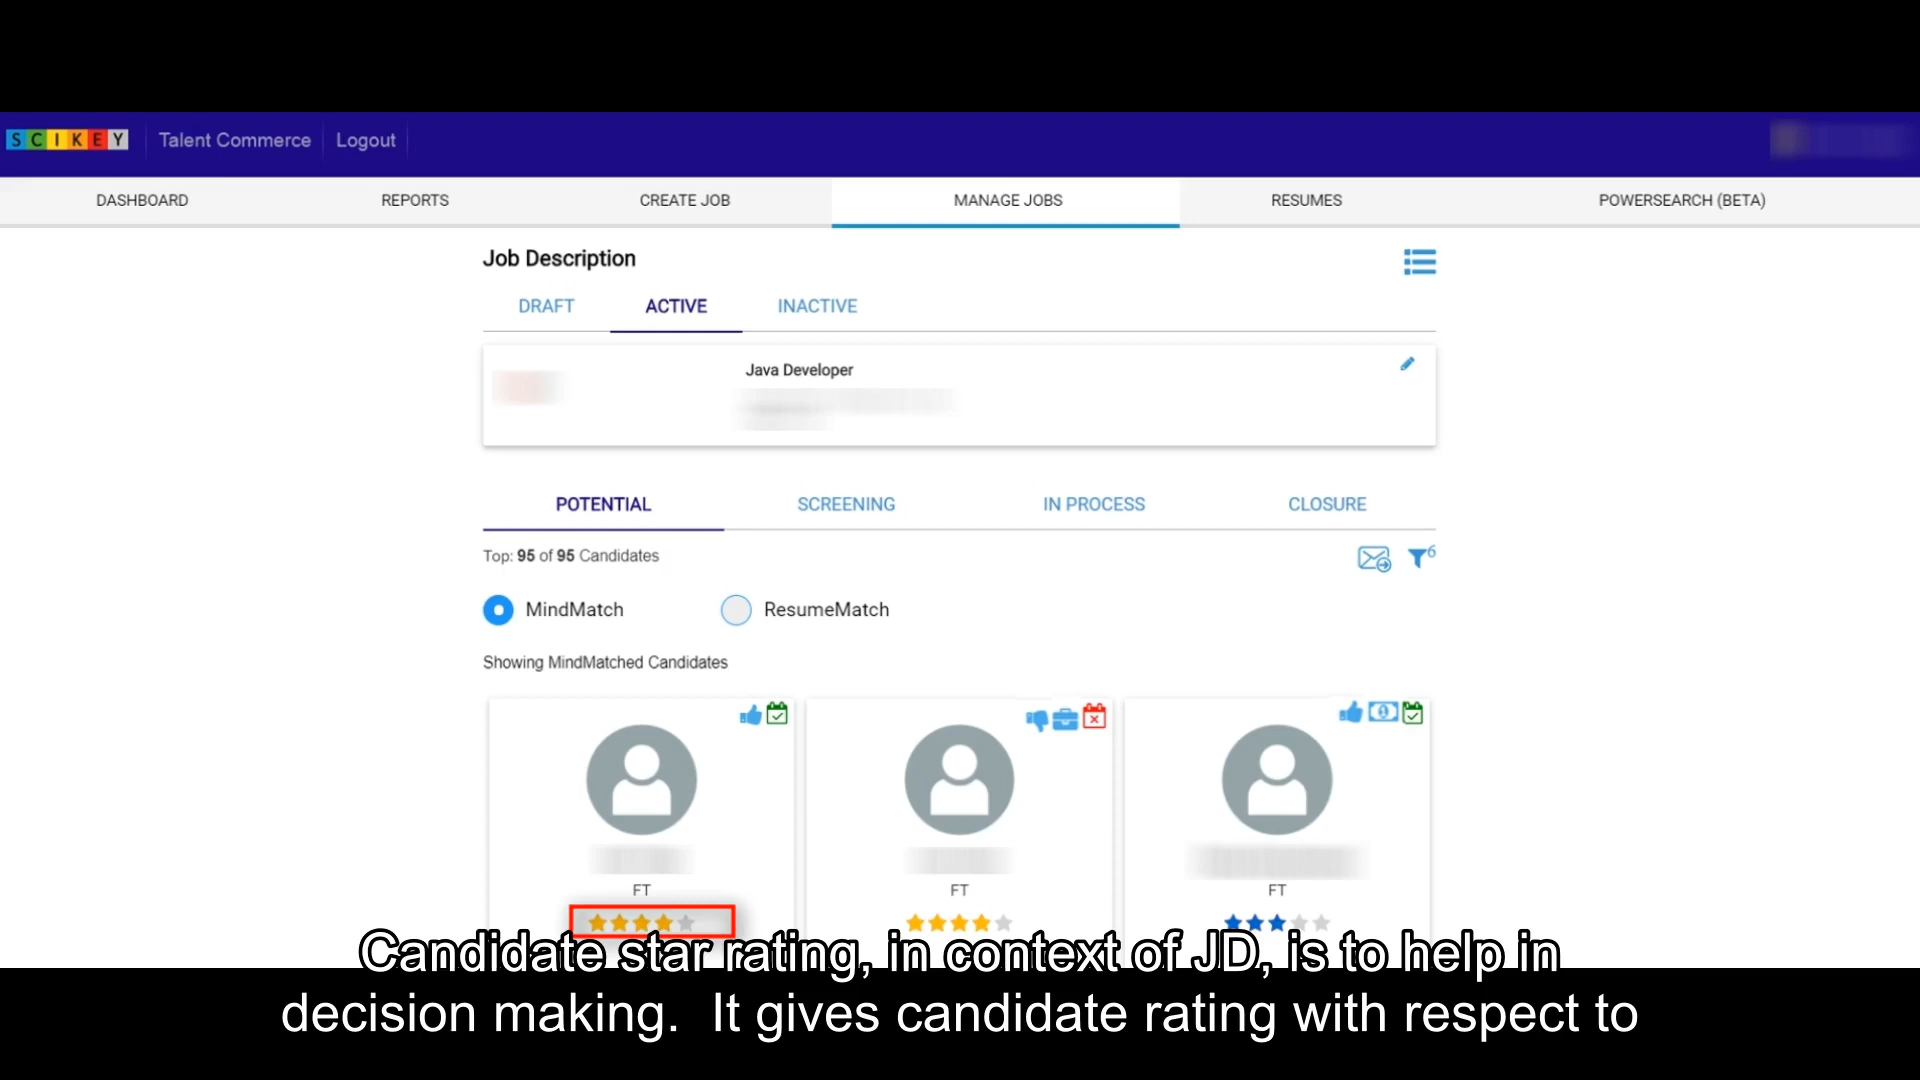 SCIKEY Talent Commerce Logout
DASHBOARD REPORTS CREATE JOB MANAGE JOBS RESUMES POWERSEARCH (BETA)
Job Description
DRAFT ACTIVE INACTIVE
Java Developer
POTENTIAL SCREENING IN PROCESS CLOSURE
Top: 95 of 95 Candidates 6
MindMatch ResumeMatch
Showing MindMatched Candidates
FT FT FT
Candidate star rating, in context of JD, is to help in
decision making.  It gives candidate rating with respect to